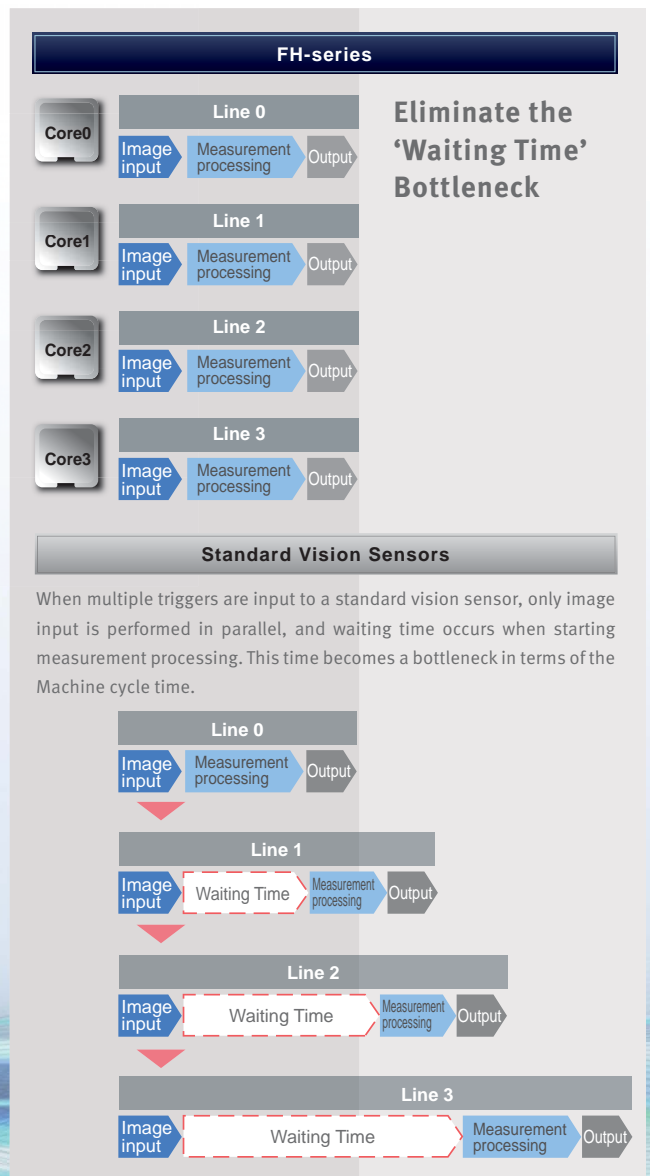 FH-series
Core0
Line 0
Image
input
Measurement
processing
Output
Eliminate the
‘Waiting Time’
Bottleneck
Core1
Line 1
Image
input
Measurement
processing
Output
Core2
Line 2
Image
input
Measurement
processing
Output
Core3
Line 3
Image
input
Measurement
processing
Output
Standard Vision Sensors
When multiple triggers are input to a standard vision sensor, only image
input is performed in parallel, and waiting time occurs when starting
measurement processing. This time becomes a bottleneck in terms of the
Machine cycle time.
Line 0
Image
input
Measurement
processing
Output
Line 1
Image
input
Waiting Time
Measurement
processing
Output
Line 2
Image
input
Waiting Time
Measurement
processing
Output
Line 3
Image
input
Waiting Time
Measurement
processing
Output